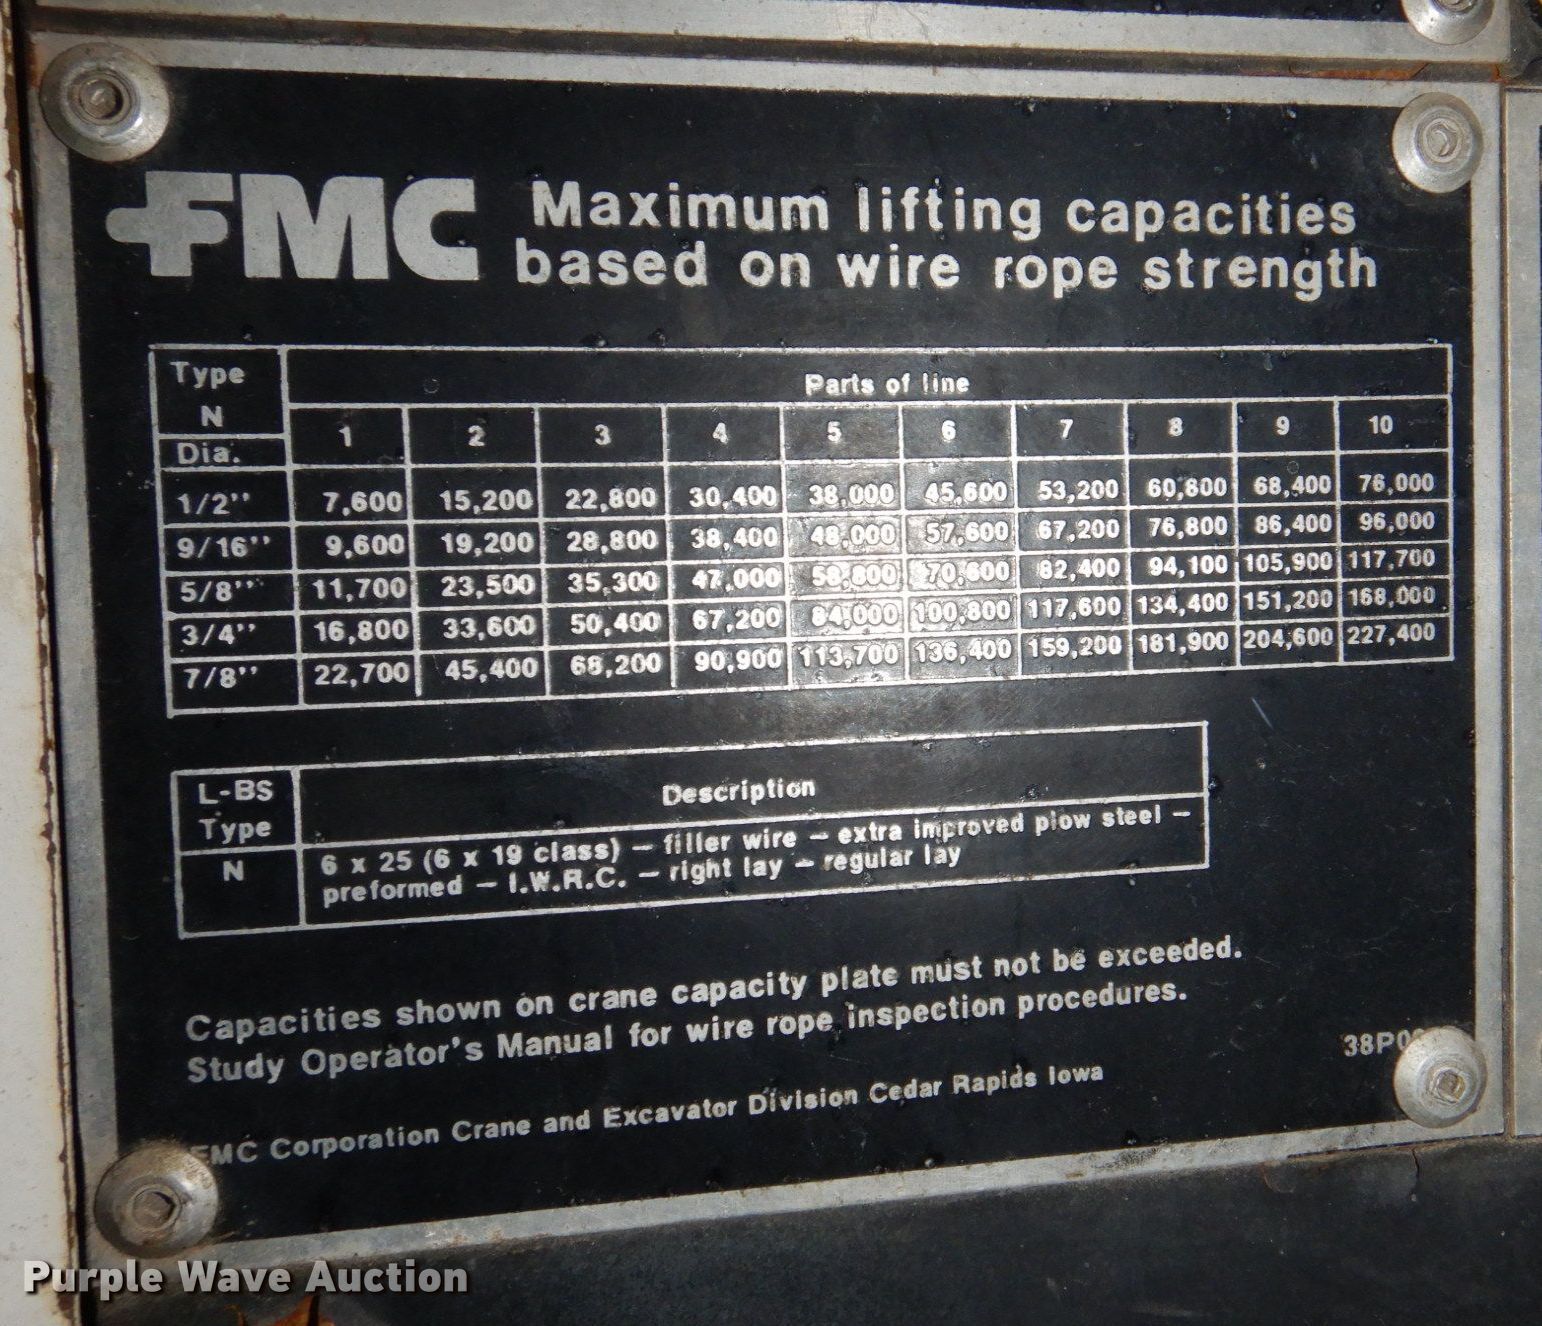 FMC Maximum lifting capacities
based on wire rope strength
Type N Parts of line
Dia. 1 2 3 4 5 6 7 8 9 10
1/2" 7,600 15,200 22,800 30,400 38,000 45,600 53,200 60,800 68,400 76,000
9/16" 9,600 19,200 28,800 38,400 48,000 57,600 67,200 76,800 86,400 96,000
5/8" 11,700 23,500 35,300 47,000 58,800 70,600 82,400 94,100 105,900 117,700
3/4" 16,800 33,600 50,400 67,200 84,000 100,800 117,600 134,400 151,200 168,000
7/8" 22,700 45,400 68,200 90,900 113,700 136,400 159,200 181,900 204,600 227,400
L-BS Type Description
N 6 x 25 (6 x 19 class) – filler wire – extra improved plow steel –
preformed – I.W.R.C. – right lay – regular lay
Capacities shown on crane capacity plate must not be exceeded.
Study Operator's Manual for wire rope inspection procedures.
38P0
FMC Corporation Crane and Excavator Division Cedar Rapids Iowa
Purple Wave Auction